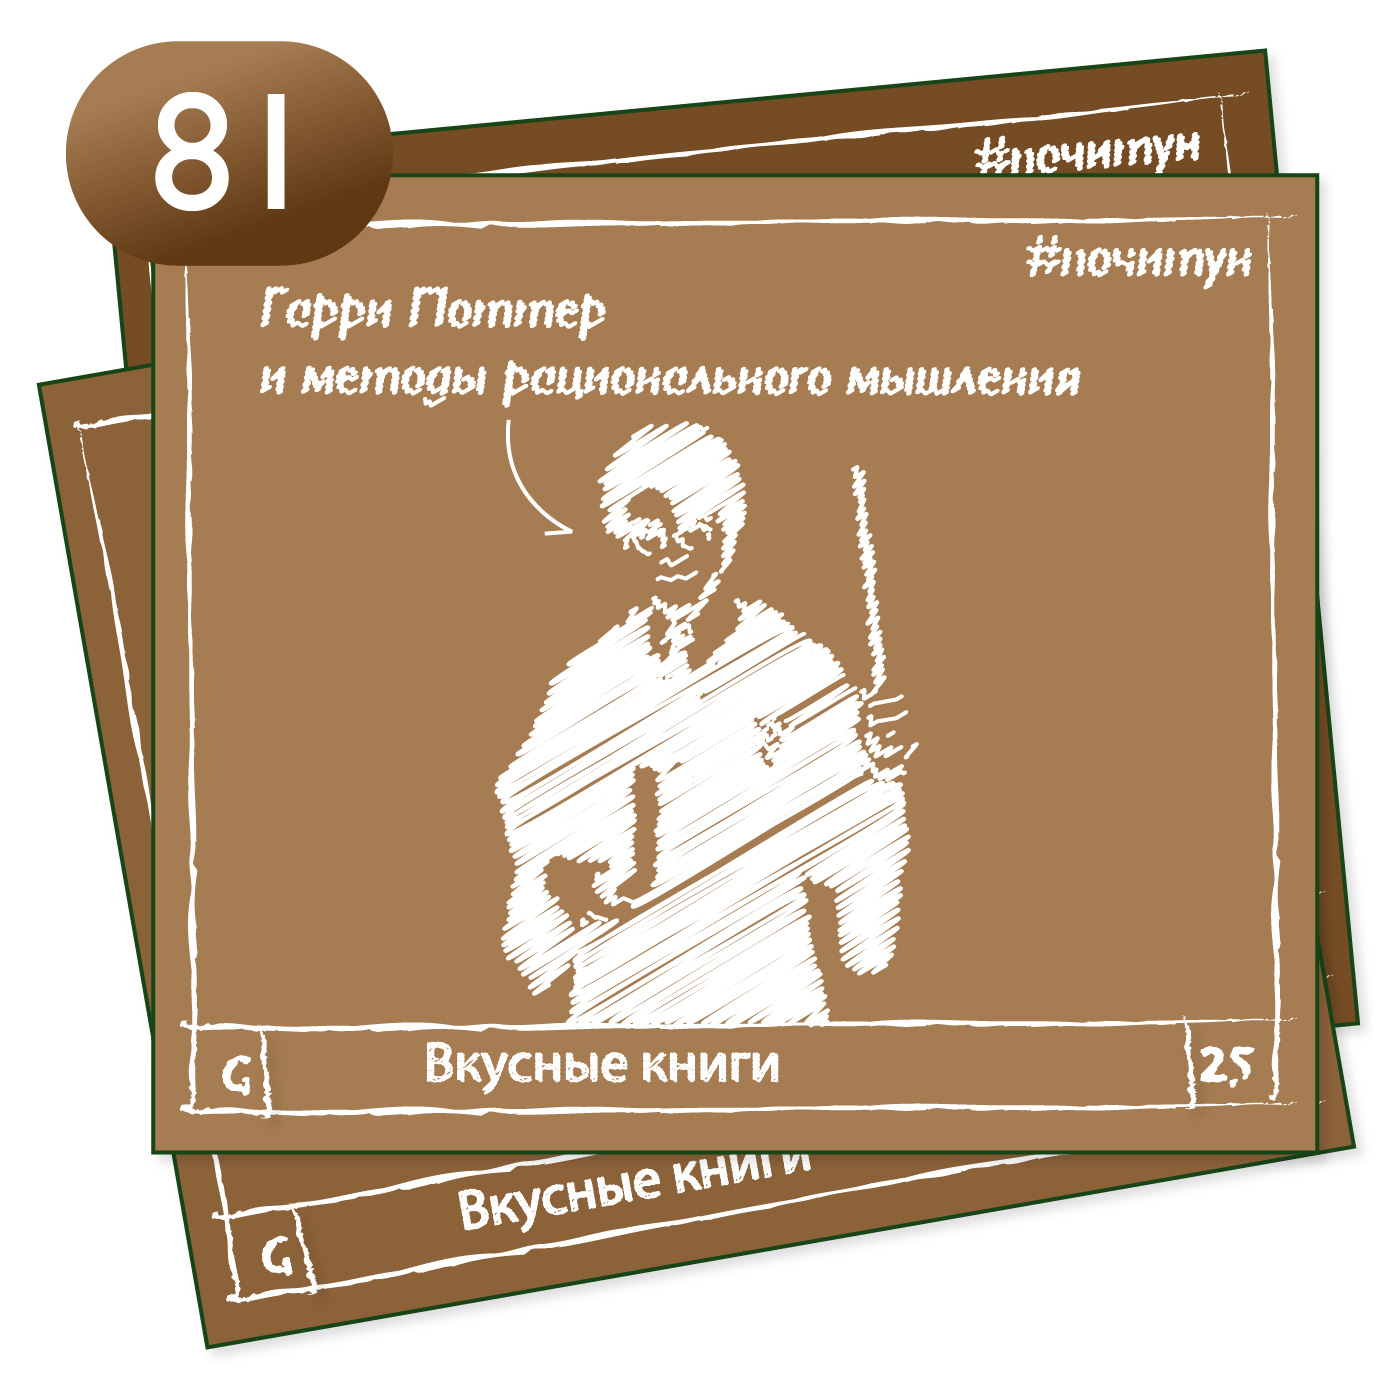 81
#почитун
#почитун
Гарри Поттер
и методы рационального мышления
G Вкусные книги 25
Вкусные книги
G